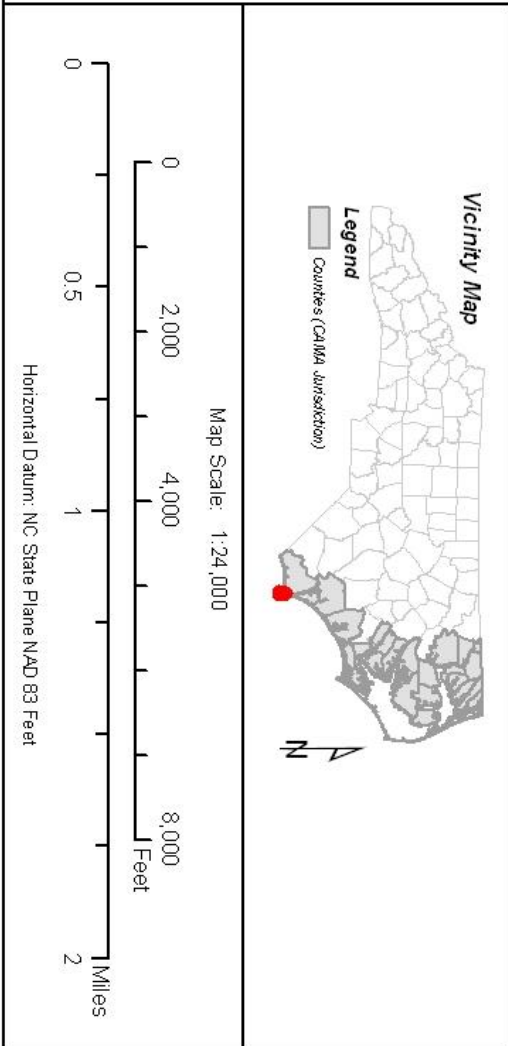 Vicinity Map
Legend
Counties (CAMA Jurisdiction)
N
Map Scale: 1:24,000
0 2,000 4,000 8,000
Feet
0 0.5 1 2
Miles
Horizontal Datum: NC State Plane NAD 83 Feet